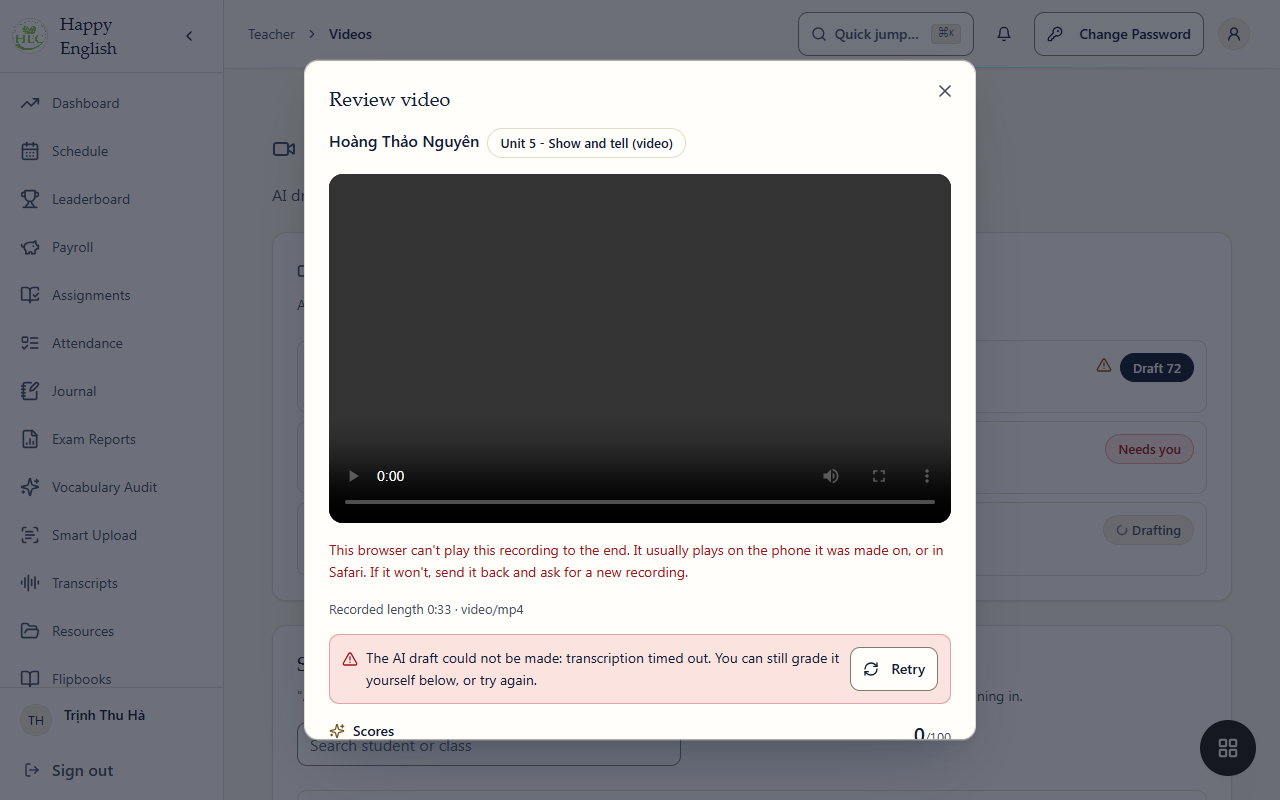 HEC
Happy
English
Teacher
Videos
Quick jump...
⌘K
Change Password
Dashboard
Schedule
Leaderboard
Payroll
Assignments
Attendance
Journal
Exam Reports
Vocabulary Audit
Smart Upload
Transcripts
Resources
Flipbooks
TH
Trịnh Thu Hà
Sign out
AI
Draft 72
Needs you
Drafting
ning in.
Search student or class
Review video
Hoàng Thảo Nguyên
Unit 5 - Show and tell (video)
0:00
This browser can't play this recording to the end. It usually plays on the phone it was made on, or in
Safari. If it won't, send it back and ask for a new recording.
Recorded length 0:33 · video/mp4
The AI draft could not be made: transcription timed out. You can still grade it
yourself below, or try again.
Retry
Scores
0/100